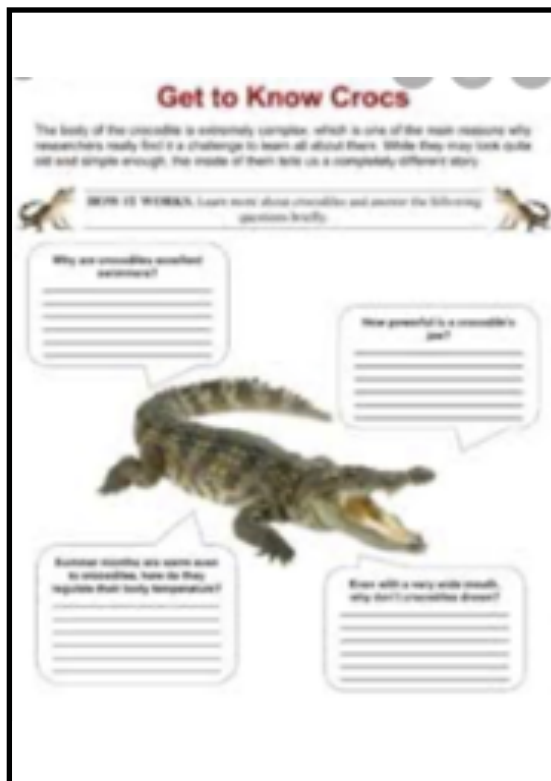 Get to Know Crocs
The body of the crocodile is extremely complex, which is one of the main reasons why
researchers really find it a challenge to learn all about them. While they may look quite
old and simple enough, the inside of them tells us a completely different story.
HOW IT WORKS: Learn more about crocodiles and answer the following
questions briefly.
Why are crocodiles excellent
swimmers?
How powerful is a crocodile's
jaw?
Summer months are warm even
to crocodiles, how do they
regulate their body temperature?
Even with a very wide mouth,
why don't crocodiles drown?